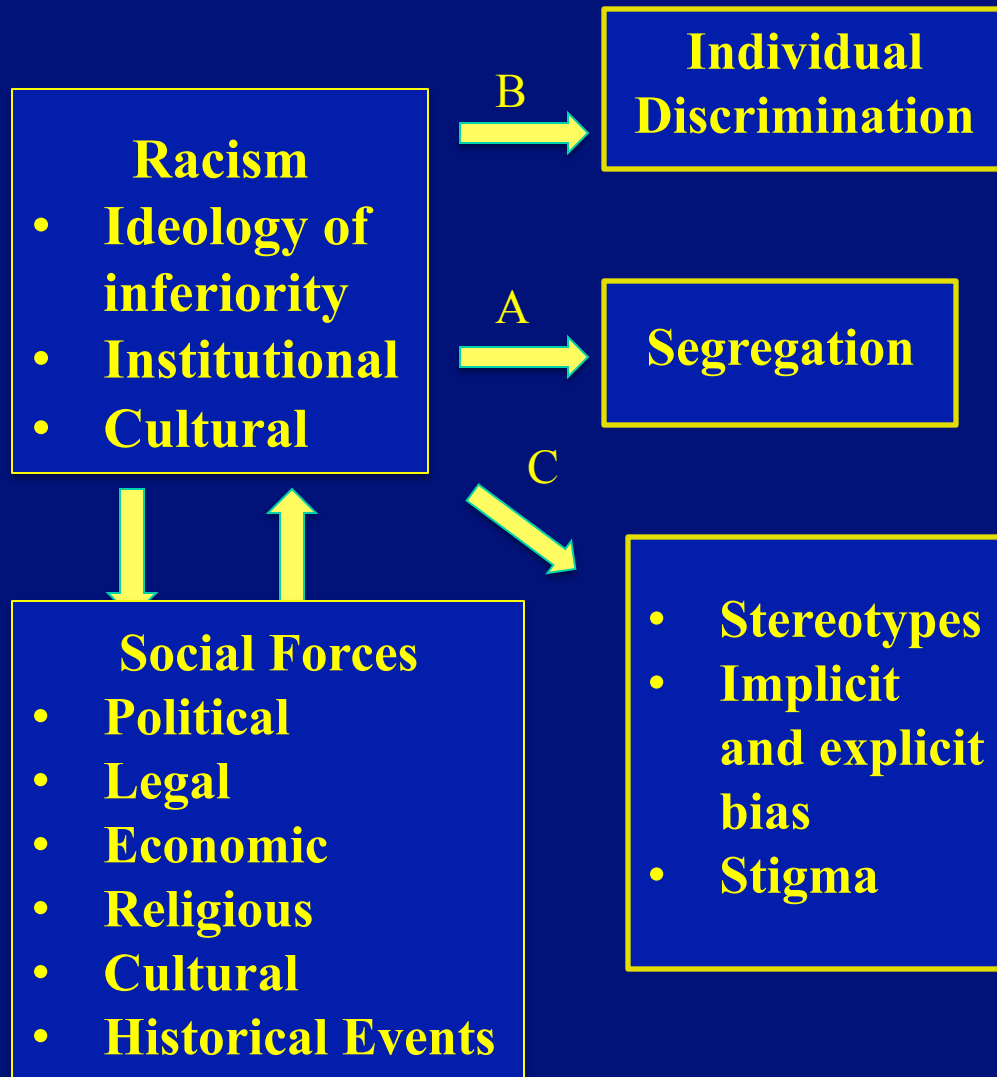 Racism
• Ideology of
inferiority
• Institutional
• Cultural
B
Individual
Discrimination
A
Segregation
C
• Stereotypes
• Implicit
and explicit
bias
• Stigma
Social Forces
• Political
• Legal
• Economic
• Religious
• Cultural
• Historical Events